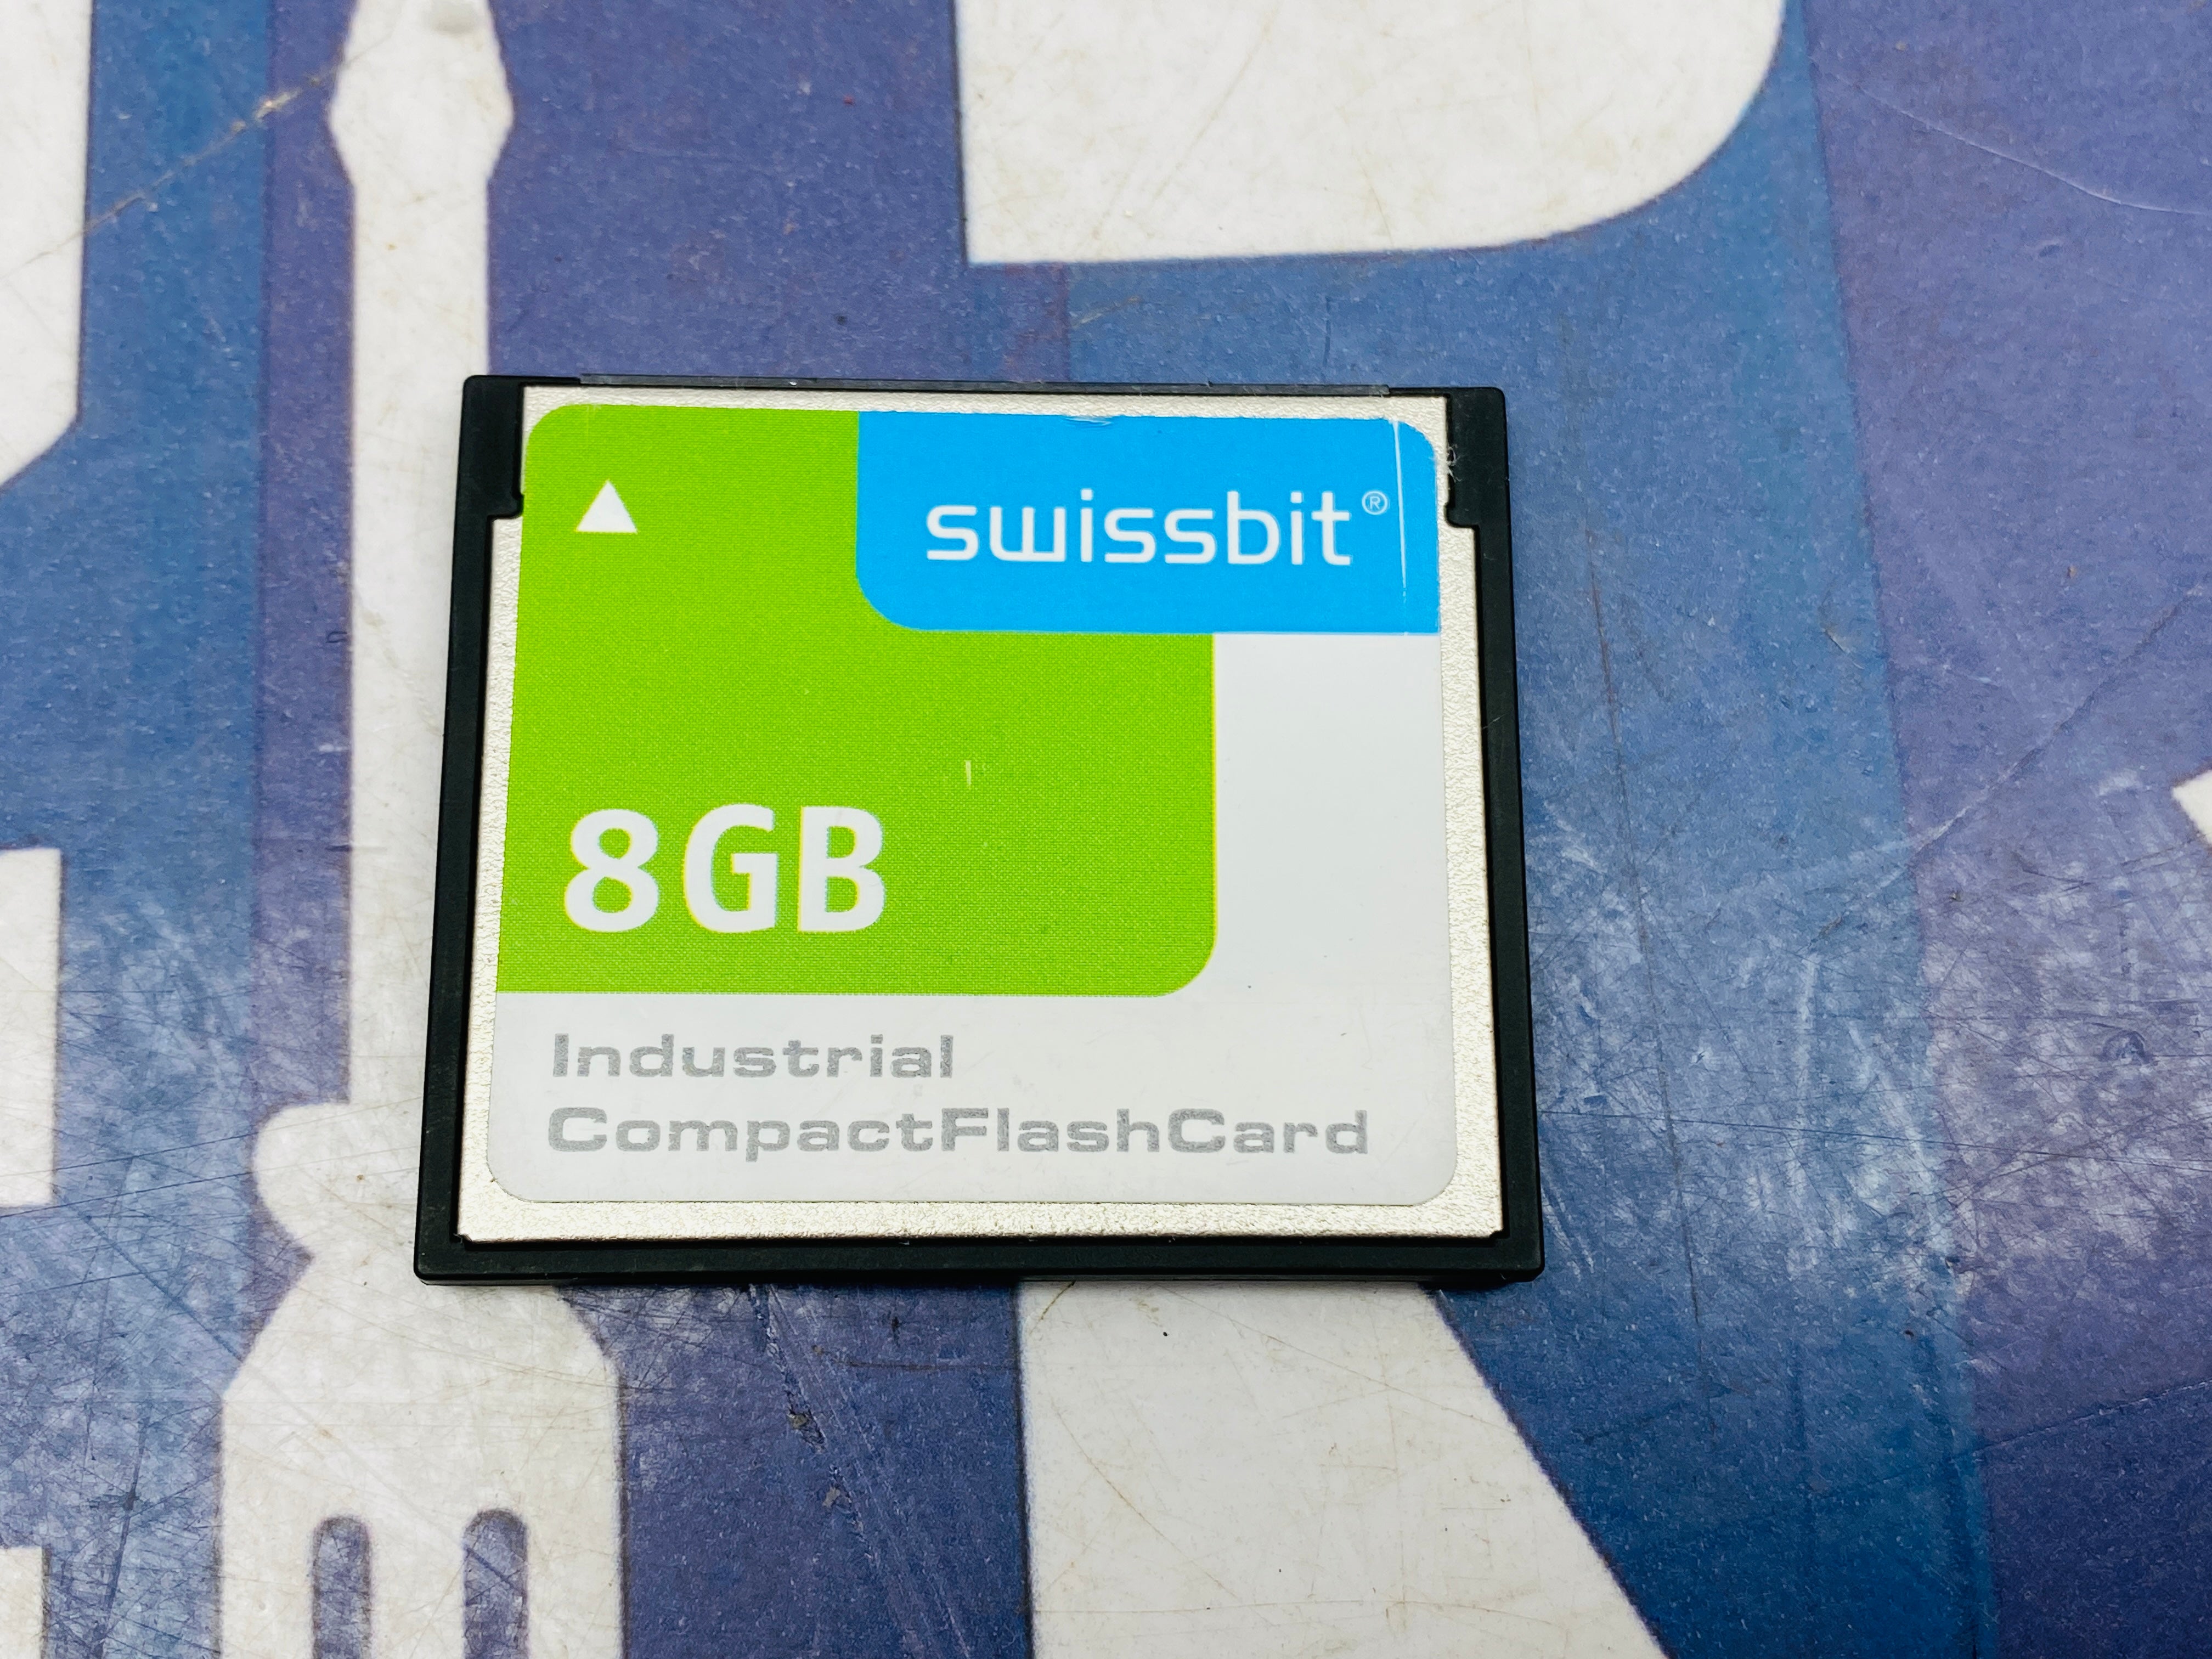 swissbit®
8GB
Industrial
CompactFlashCard